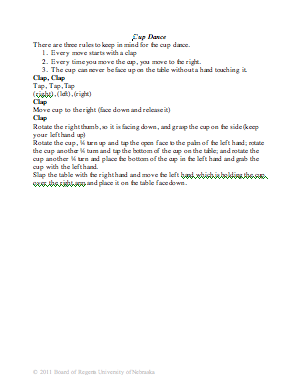 Cup Dance
There are three rules to keep in mind for the cup dance.
1. Every move starts with a clap
2. Every time you move the cup, you move to the right.
3. The cup can never be face up on the table without a hand touching it.
Clap, Clap
Tap, Tap, Tap
(right), (left), (right)
Clap
Move cup to the right (face down and release it)
Clap
Rotate the right thumb, so it is facing down, and grasp the cup on the side (keep
your left hand up)
Rotate the cup, ¼ turn up and tap the open face to the palm of the left hand; rotate
the cup another ¼ turn and tap the bottom of the cup on the table; and rotate the
cup another ¼ turn and place the bottom of the cup in the left hand and grab the
cup with the left hand.
Slap the table with the right hand and move the left hand, which is holding the cup,
over the right arm and place it on the table face down.
© 2011 Board of Regents University of Nebraska